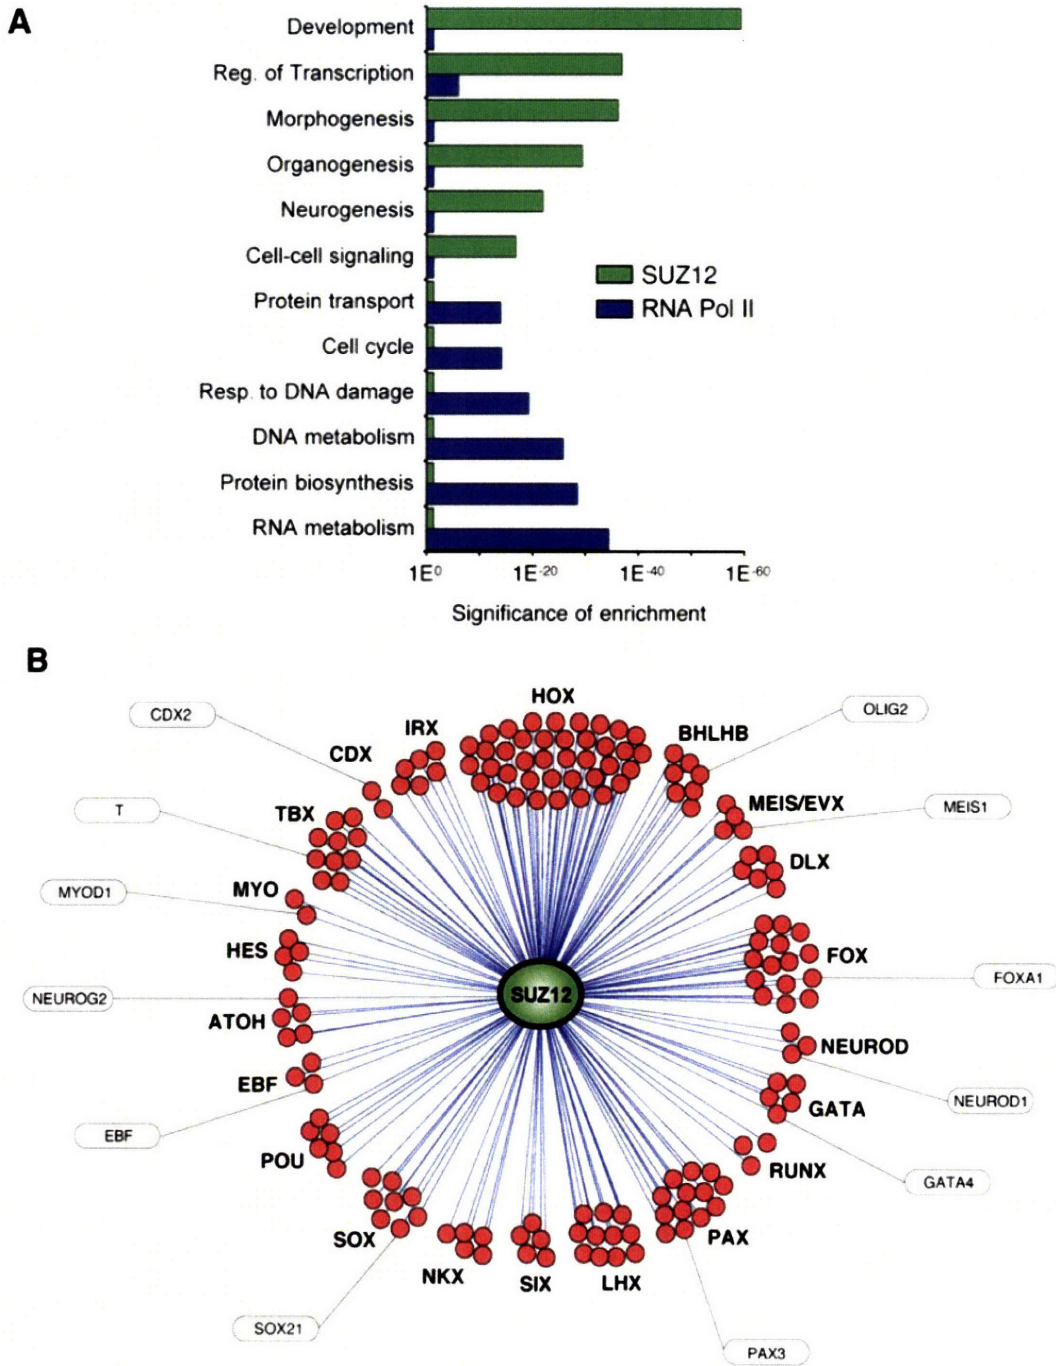 A
Development
Reg. of Transcription
Morphogenesis
Organogenesis
Neurogenesis
Cell-cell signaling
Protein transport
Cell cycle
Resp. to DNA damage
DNA metabolism
Protein biosynthesis
RNA metabolism
SUZ12
RNA Pol II
1E0 1E-20 1E-40 1E-60
Significance of enrichment
B
HOX
CDX2
OLIG2
IRX
BHLHB
CDX
T
TBX
MEIS/EVX
MEIS1
DLX
MYO
MYOD1
HES
FOX
FOXA1
SUZ12
NEUROG2
ATOH
NEUROD
EBF
GATA
NEUROD1
EBF
POU
RUNX
GATA4
SOX
PAX
NKX
SIX
LHX
SOX21
PAX3